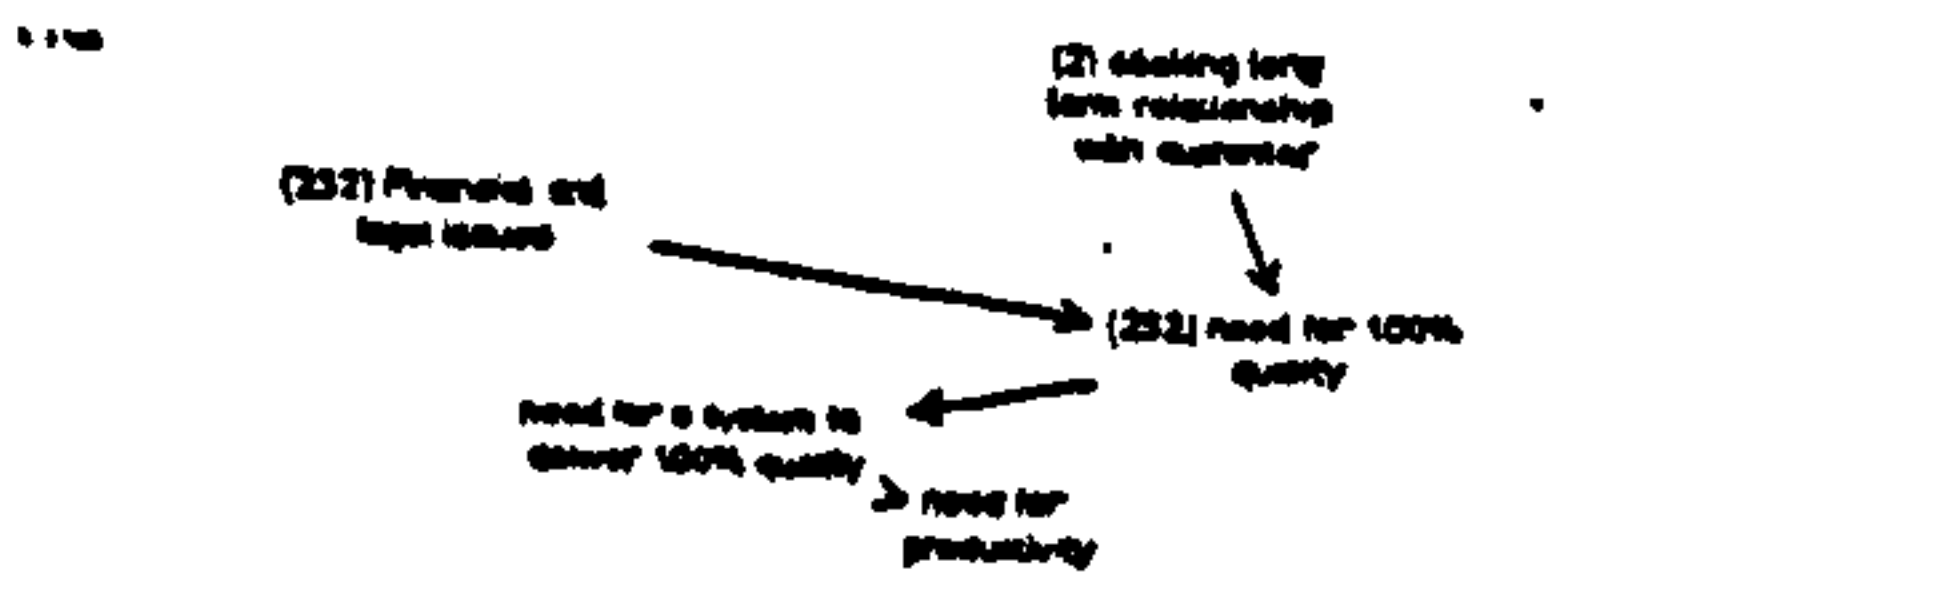 (2) seeking long
term relationship
with customer
(232) Financial and
legal issues
(232) need for 100%
quality
need for a system to
deliver 100% quality
need for
productivity